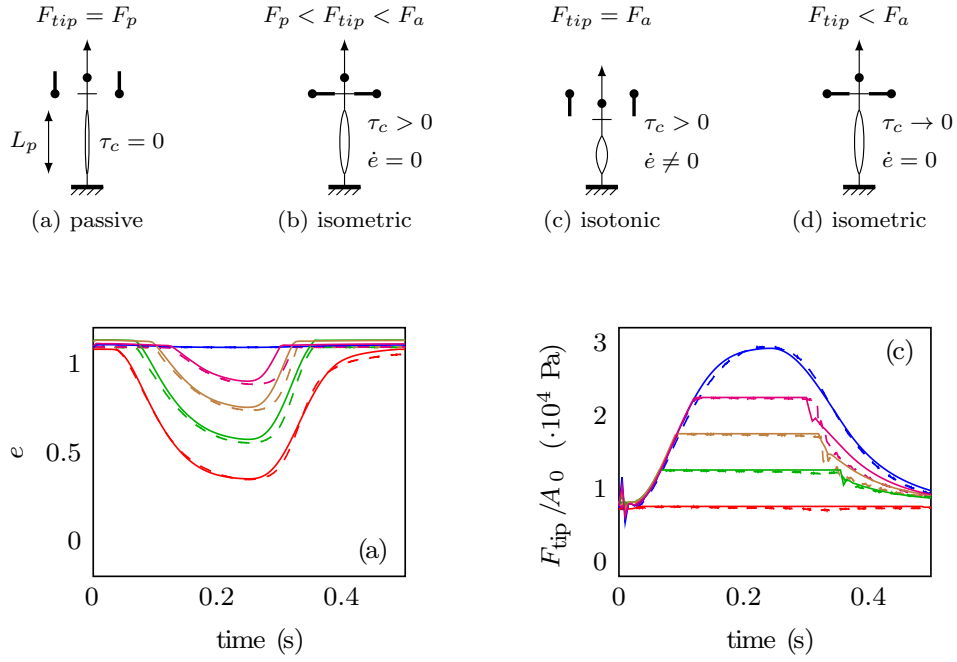 F_tip = F_p
F_p < F_tip < F_a
F_tip = F_a
F_tip < F_a
L_p
τ_c = 0
τ_c > 0
ė = 0
τ_c > 0
ė ≠ 0
τ_c → 0
ė = 0
(a) passive
(b) isometric
(c) isotonic
(d) isometric
e
1
0.5
0
(a)
0
0.2
0.4
time (s)
F_tip/A_0 (·10^4 Pa)
3
2
1
0
(c)
0
0.2
0.4
time (s)